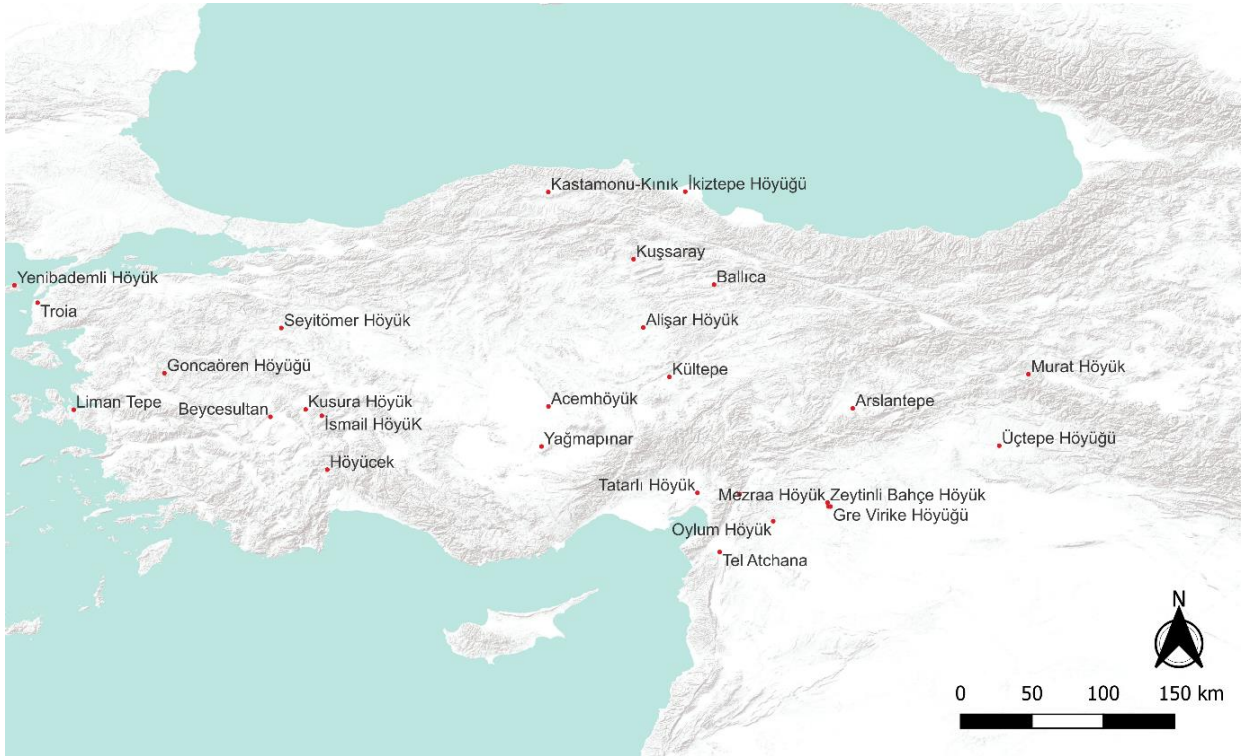 Kastamonu-Kınık
İkiztepe Höyüğü
Kuşsaray
Yenibademli Höyük
Ballıca
Troia
Seyitömer Höyük
Alişar Höyük
Goncaören Höyüğü
Kültepe
Murat Höyük
Liman Tepe
Beycesultan
Kusura Höyük
Acemhöyük
Arslantepe
İsmail HöyüK
Yağmapınar
Üçtepe Höyüğü
Höyücek
Tatarlı Höyük
Mezraa Höyük
Zeytinli Bahçe Höyük
Gre Virike Höyüğü
Oylum Höyük
Tel Atchana
N
0 50 100 150 km